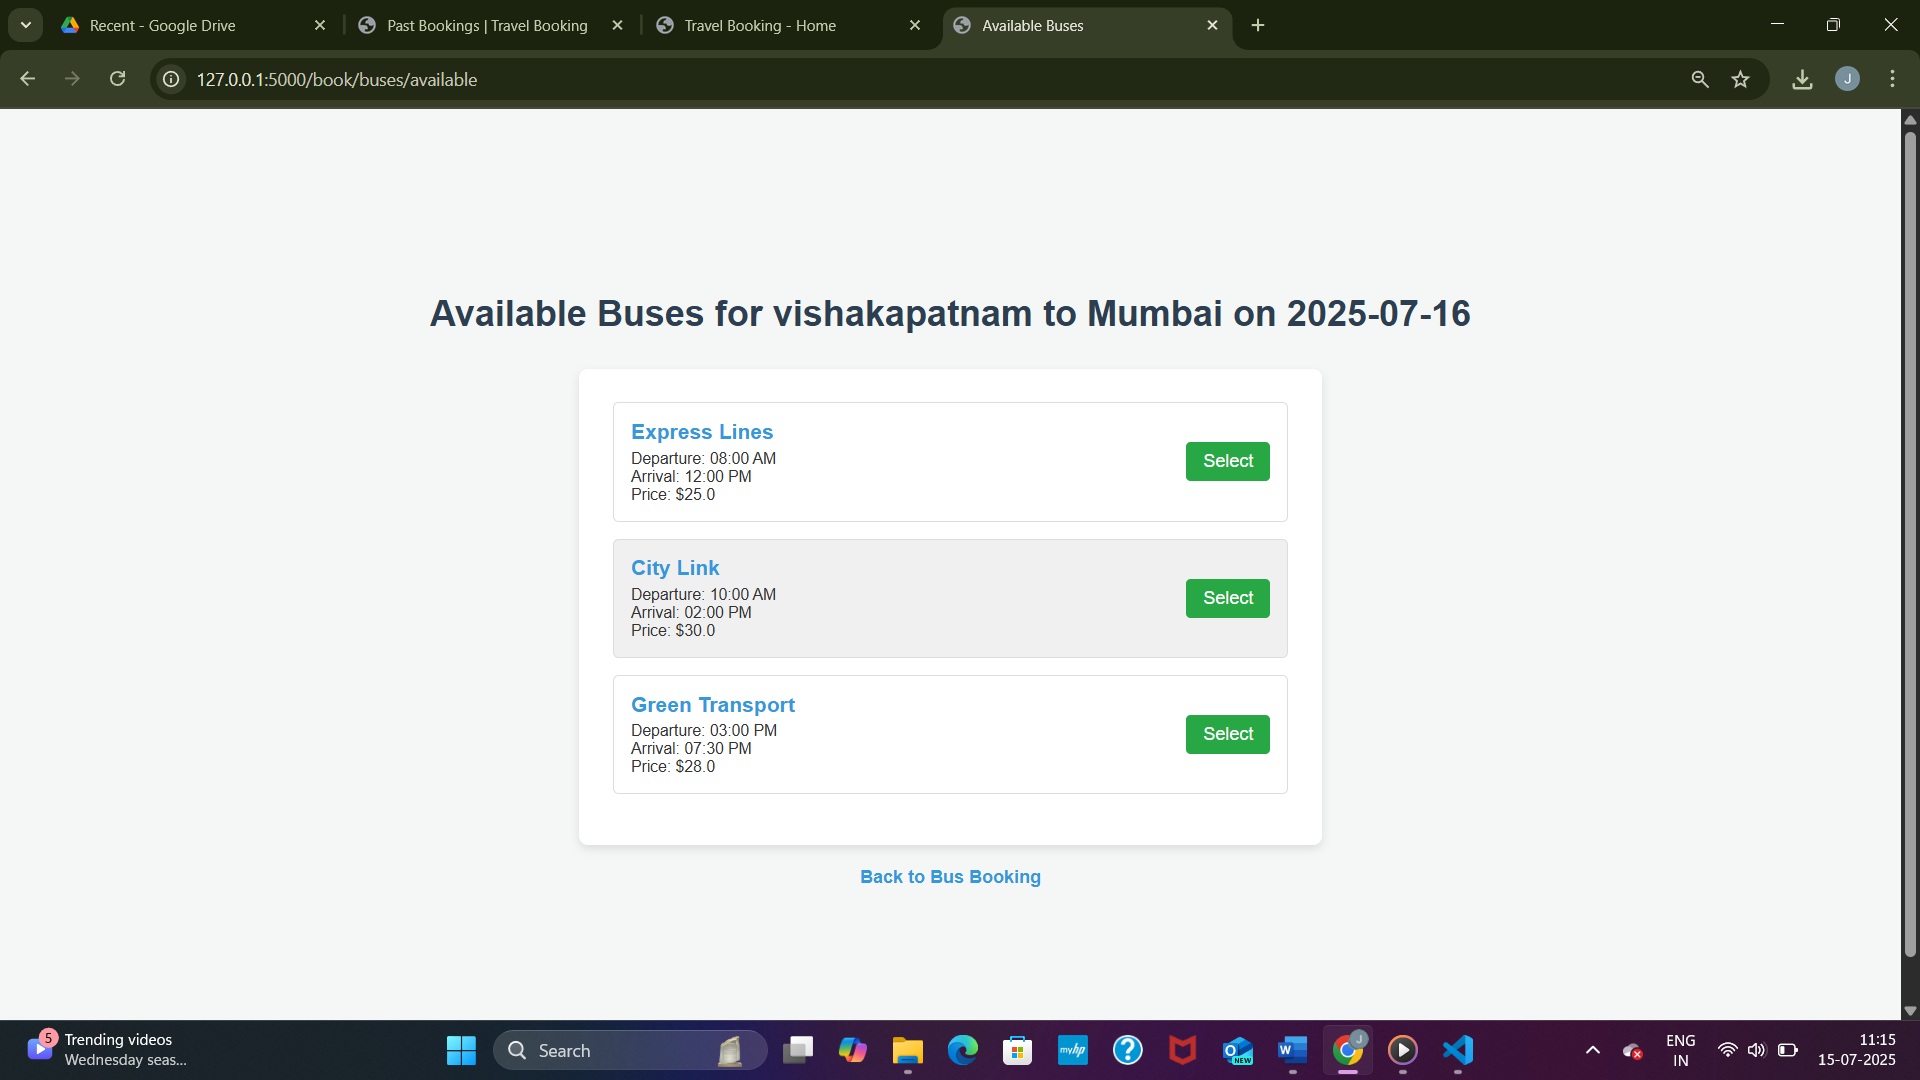 Recent - Google Drive
Past Bookings | Travel Booking
Travel Booking - Home
Available Buses
127.0.0.1:5000/book/buses/available
J
Available Buses for vishakapatnam to Mumbai on 2025-07-16
Express Lines
Departure: 08:00 AM
Arrival: 12:00 PM
Price: $25.0
Select
City Link
Departure: 10:00 AM
Arrival: 02:00 PM
Price: $30.0
Select
Green Transport
Departure: 03:00 PM
Arrival: 07:30 PM
Price: $28.0
Select
Back to Bus Booking
5
Trending videos
Wednesday seas...
Search
myhp
?
O
NEW
W
J
ENG
IN
11:15
15-07-2025